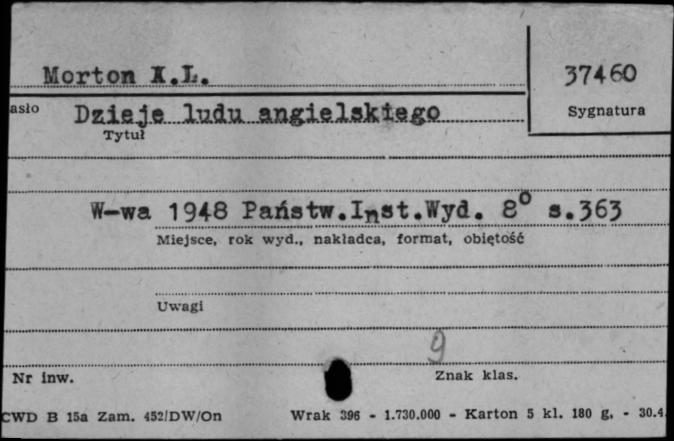 Morton X.L.
37460
asło Dzieje ludu angielskiego
Sygnatura
Tytuł
W-wa 1948 Państw.Inst.Wyd. 8° s.363
Miejsce, rok wyd., nakładca, format, objętość
Uwagi
9
Nr inw.
Znak klas.
CWD B 15a Zam. 452/DW/On Wrak 396 - 1.730.000 - Karton 5 kl. 180 g. - 30.4